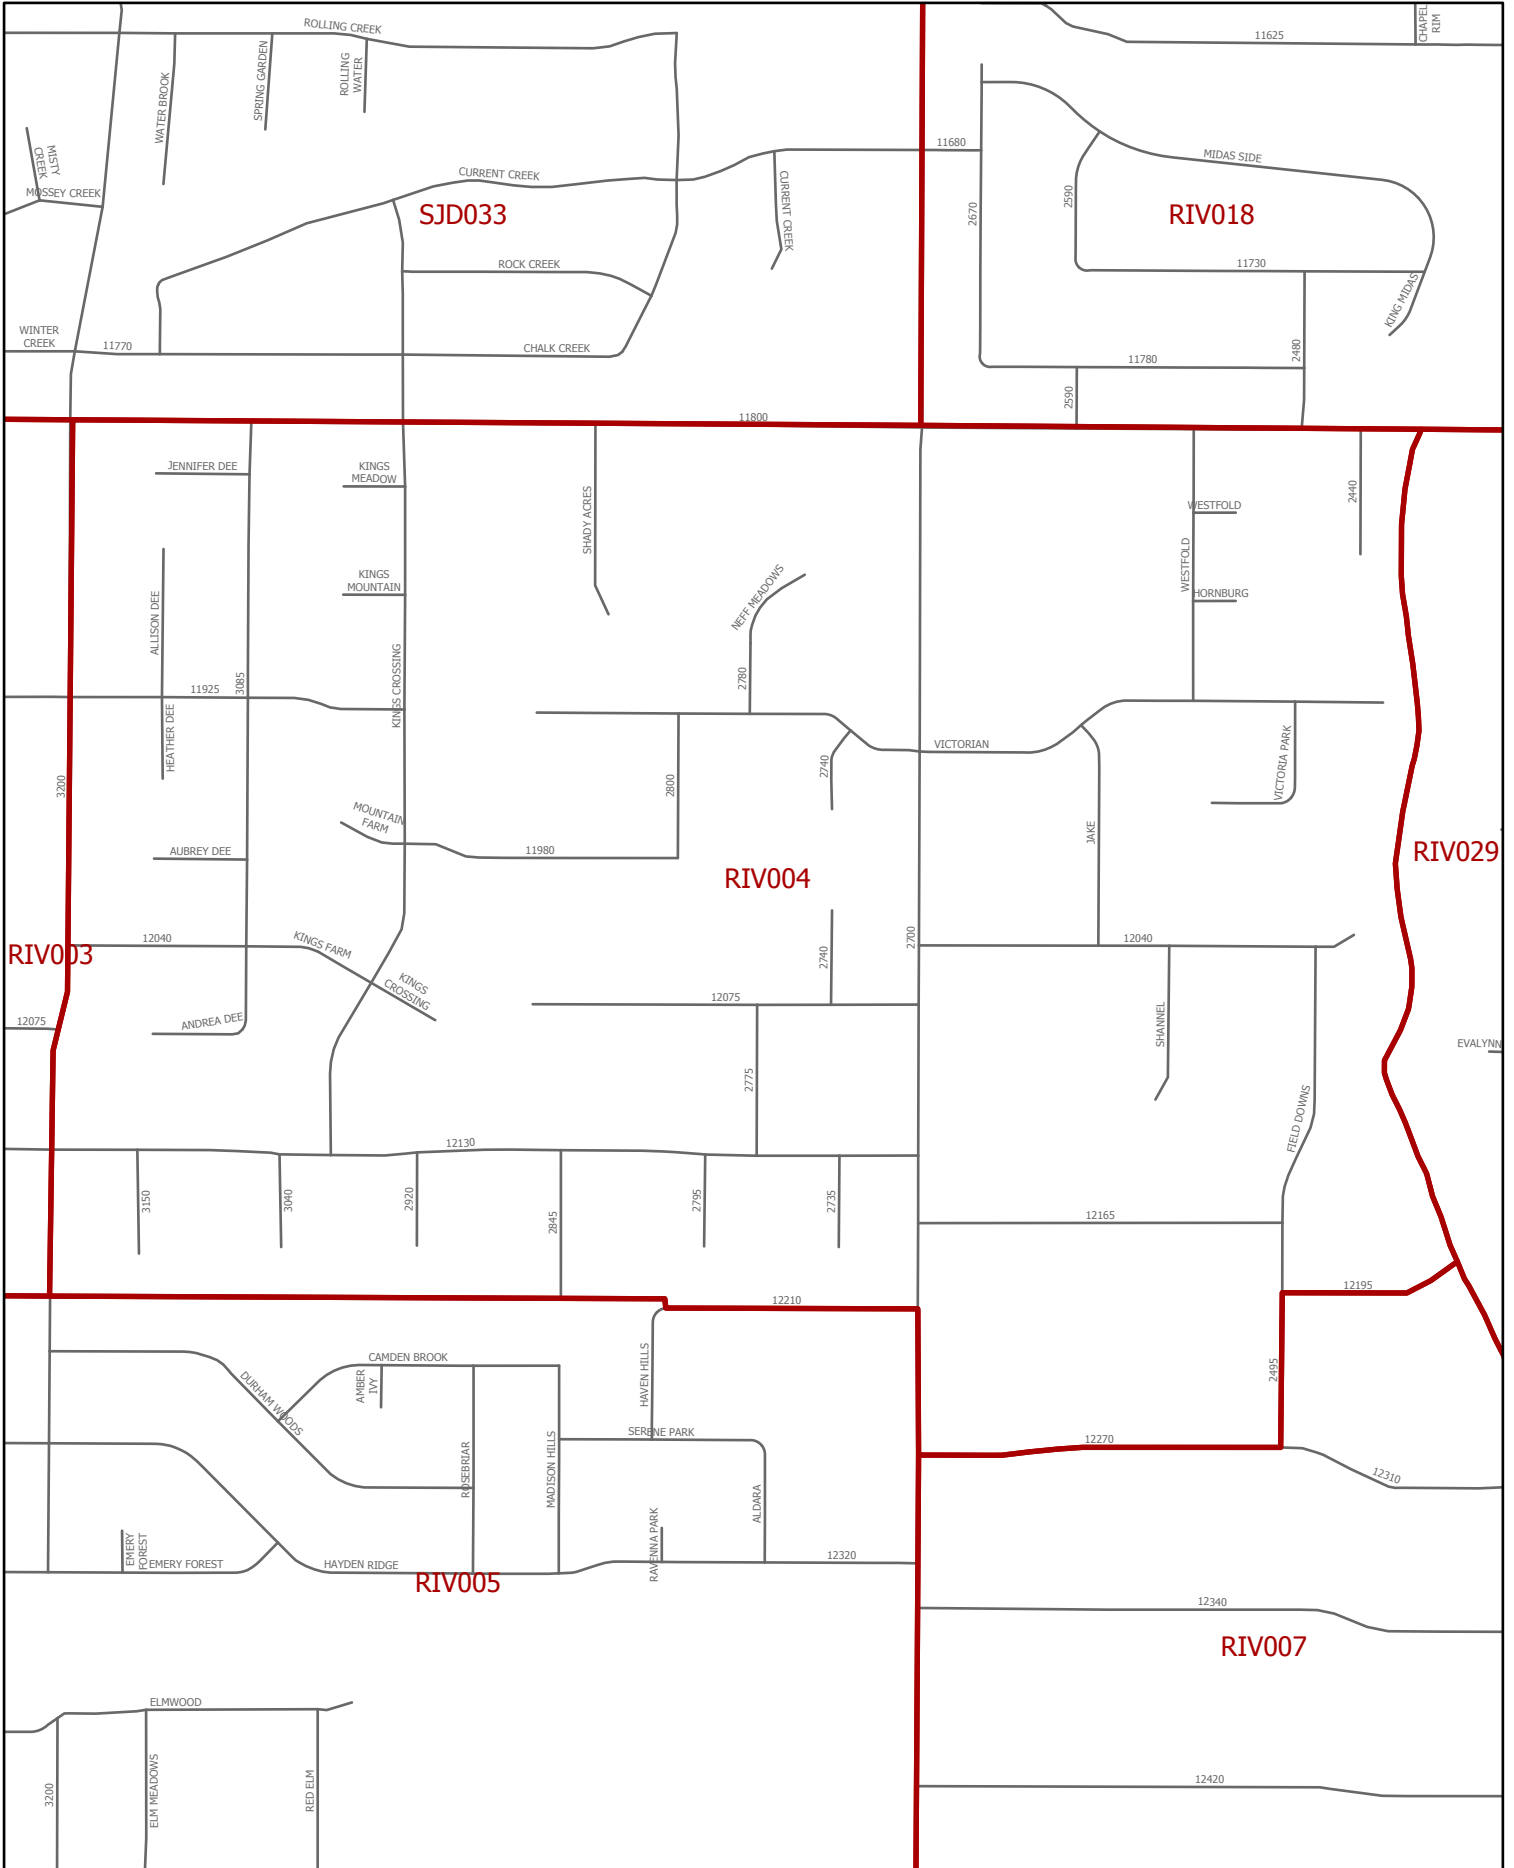 ROLLING CREEK
CHAPEL
RIM
11625
WATER BROOK
SPRING GARDEN
ROLLING
WATER
MISTY
CREEK
MOSSEY CREEK
CURRENT CREEK
CURRENT CREEK
11680
MIDAS SIDE
2590
2670
SJD033
RIV018
ROCK CREEK
11730
KING MIDAS
WINTER
CREEK
11770
CHALK CREEK
11780
2480
2590
11800
JENNIFER DEE
KINGS
MEADOW
SHADY ACRES
WESTFOLD
2440
WESTFOLD
HORNBURG
KINGS
MOUNTAIN
ALLISON DEE
NEFF MEADOWS
KINGS CROSSING
3085
2780
11925
HEATHER DEE
VICTORIAN
VICTORIA PARK
2740
2800
3200
MOUNTAIN
FARM
JAKE
AUBREY DEE
11980
RIV004
RIV029
12040
KINGS FARM
2740
2700
12040
RIV003
KINGS
CROSSING
12075
12075
ANDREA DEE
SHANNEL
EVALYNN
2775
FIELD DOWNS
12130
3150
3040
2920
2845
2795
2735
12165
12195
12210
CAMDEN BROOK
AMBER
IVY
HAVEN HILLS
2495
DURHAM WOODS
SERENE PARK
12270
ROSEBRIAR
MADISON HILLS
12310
ALDARA
RAVENNA PARK
EMERY
FOREST
EMERY FOREST
HAYDEN RIDGE
12320
RIV005
12340
RIV007
ELMWOOD
3200
ELM MEADOWS
RED ELM
12420